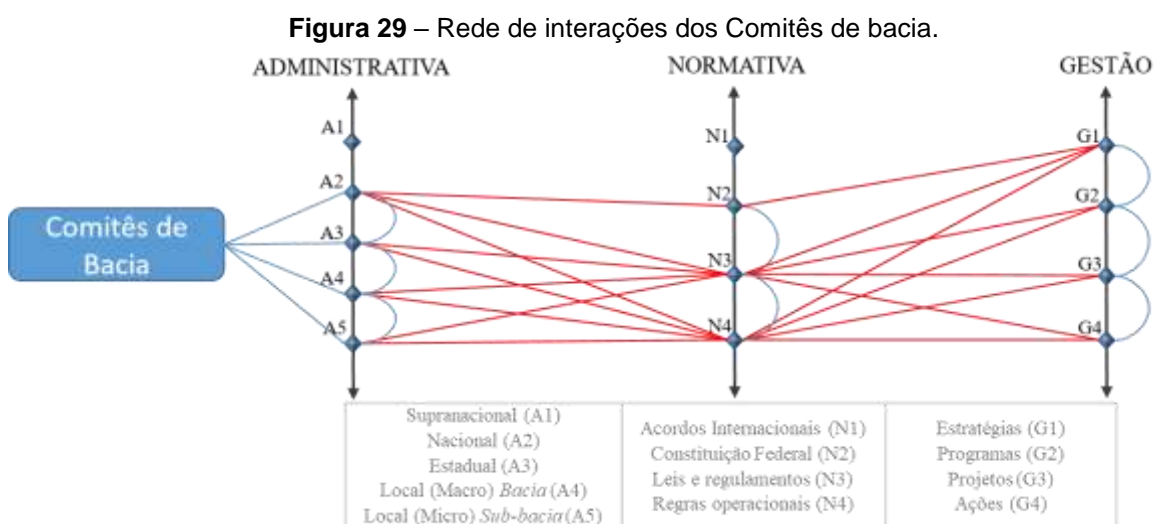 Figura 29 – Rede de interações dos Comitês de bacia.
ADMINISTRATIVA
NORMATIVA
GESTÃO
A1
A2
A3
A4
A5
N1
N2
N3
N4
G1
G2
G3
G4
Comitês de
Bacia
Supranacional (A1)
Nacional (A2)
Estadual (A3)
Local (Macro) Bacia (A4)
Local (Micro) Sub-bacia (A5)
Acordos Internacionais (N1)
Constituição Federal (N2)
Leis e regulamentos (N3)
Regras operacionais (N4)
Estratégias (G1)
Programas (G2)
Projetos (G3)
Ações (G4)